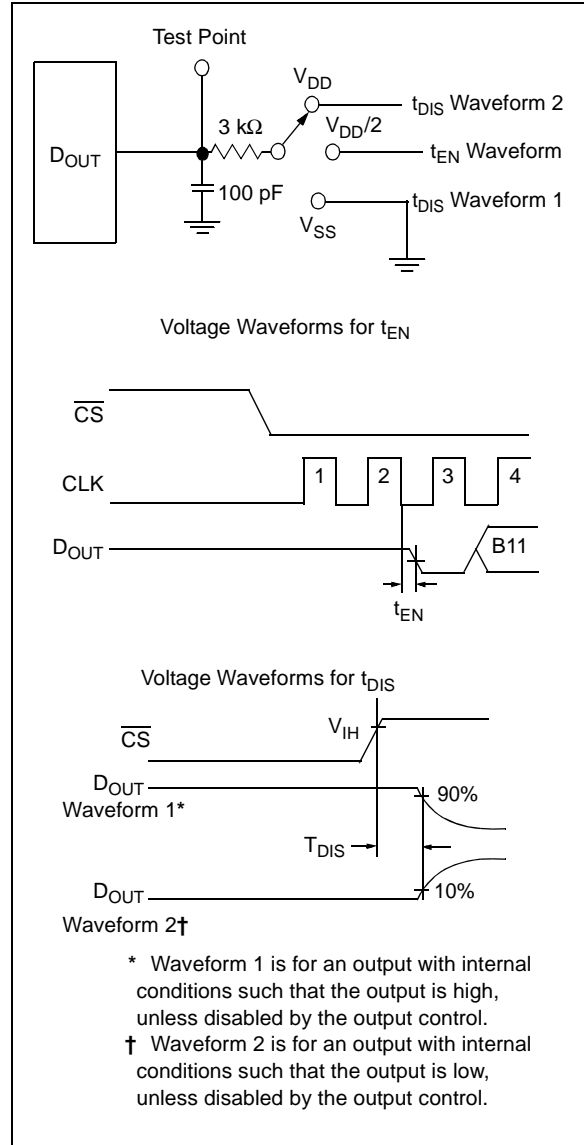 Test Point
V_DD
t_DIS Waveform 2
3 kΩ
V_DD/2
D_OUT
t_EN Waveform
100 pF
t_DIS Waveform 1
V_SS
Voltage Waveforms for t_EN
CS
CLK
1 2 3 4
D_OUT
B11
t_EN
Voltage Waveforms for t_DIS
V_IH
CS
D_OUT
Waveform 1*
90%
T_DIS
D_OUT
10%
Waveform 2†
* Waveform 1 is for an output with internal
conditions such that the output is high,
unless disabled by the output control.
† Waveform 2 is for an output with internal
conditions such that the output is low,
unless disabled by the output control.